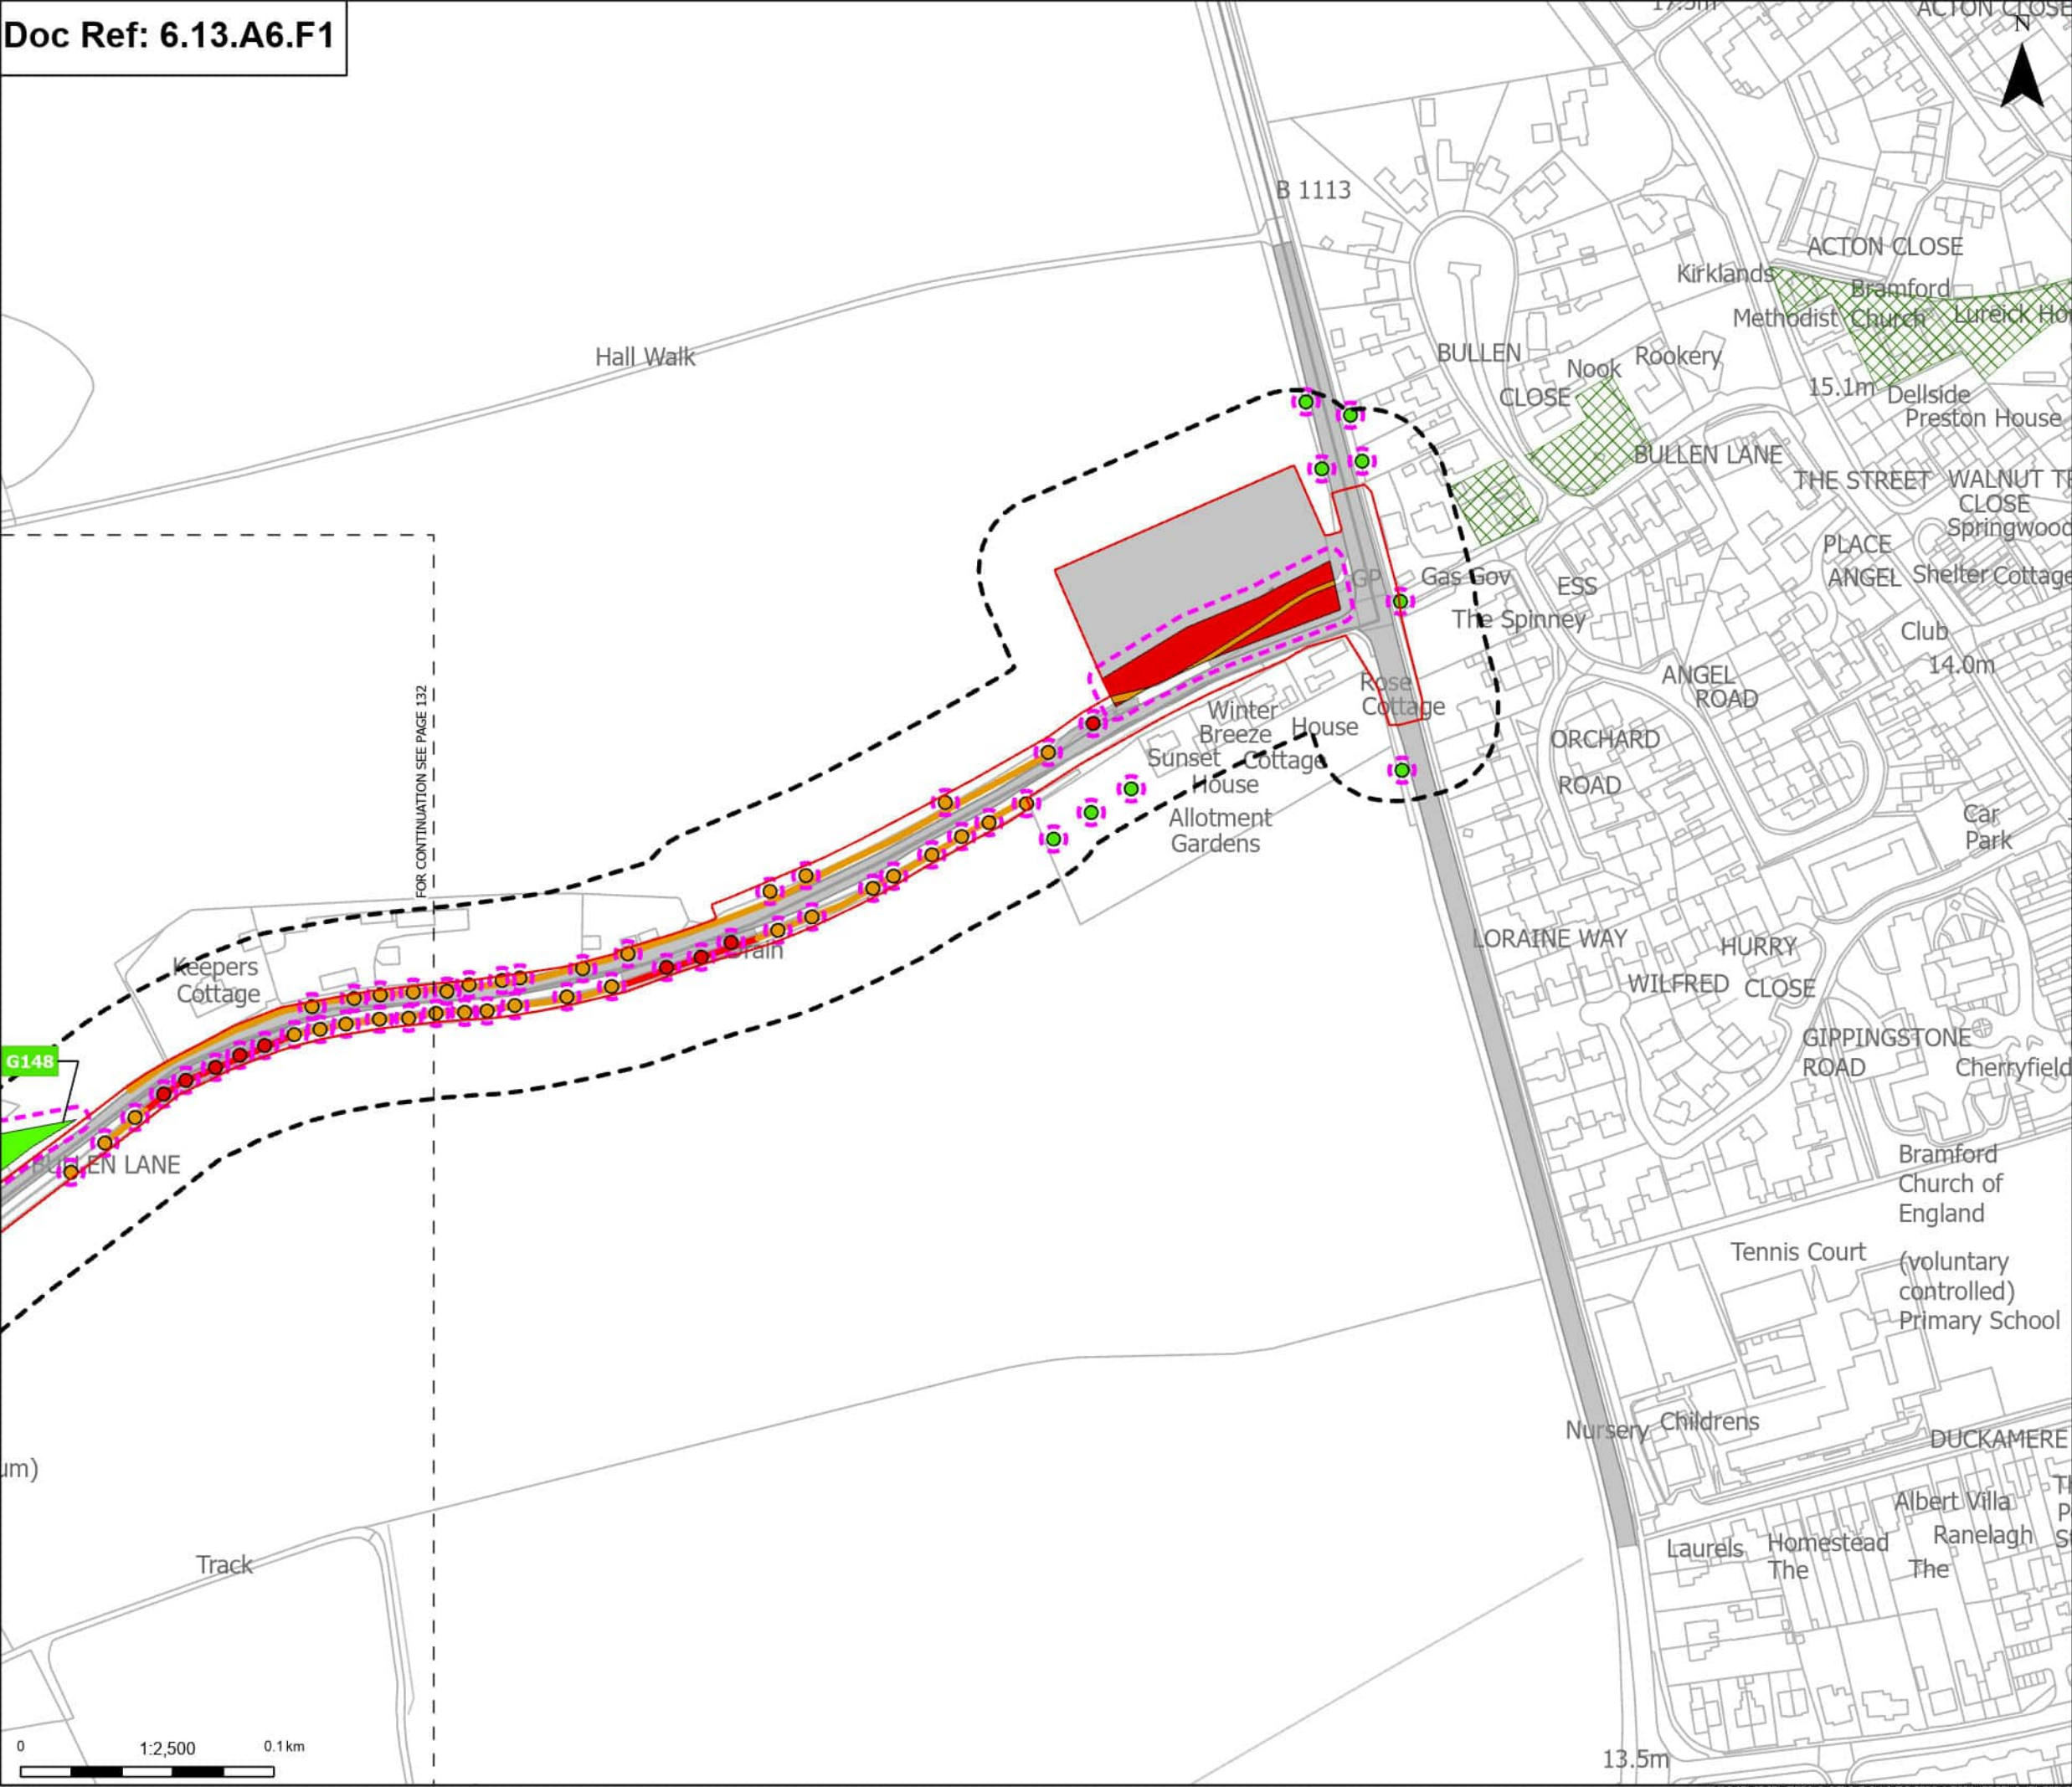 Doc Ref: 6.13.A6.F1
17.5m
ACTON CLOSE
N
B 1113
ACTON CLOSE
Kirklands
Bramford
Methodist Church
Lureick Ho
Hall Walk
BULLEN
CLOSE
Nook
Rookery
15.1m
Dellside
Preston House
BULLEN LANE
THE STREET
WALNUT T
CLOSE
Springwood
PLACE
ANGEL
Shelter
Cottage
GP
Gas Gov
ESS
The Spinney
Club
14.0m
ANGEL
ROAD
Rose
Cottage
Winter
Breeze
House
Sunset
Cottage
House
ORCHARD
ROAD
Allotment
Gardens
Car
Park
FOR CONTINUATION SEE PAGE 132
Drain
Keepers
Cottage
LORAINE WAY
HURRY
WILFRED
CLOSE
GIPPINGSTONE
ROAD
Cherryfield
G148
BULLEN LANE
Bramford
Church of
England
(voluntary
controlled)
Primary School
Tennis Court
Nursery
Childrens
DUCKAMERE
um)
Albert Villa
Ranelagh
The
Laurels
Homestead
The
Track
0
1:2,500
0.1 km
13.5m